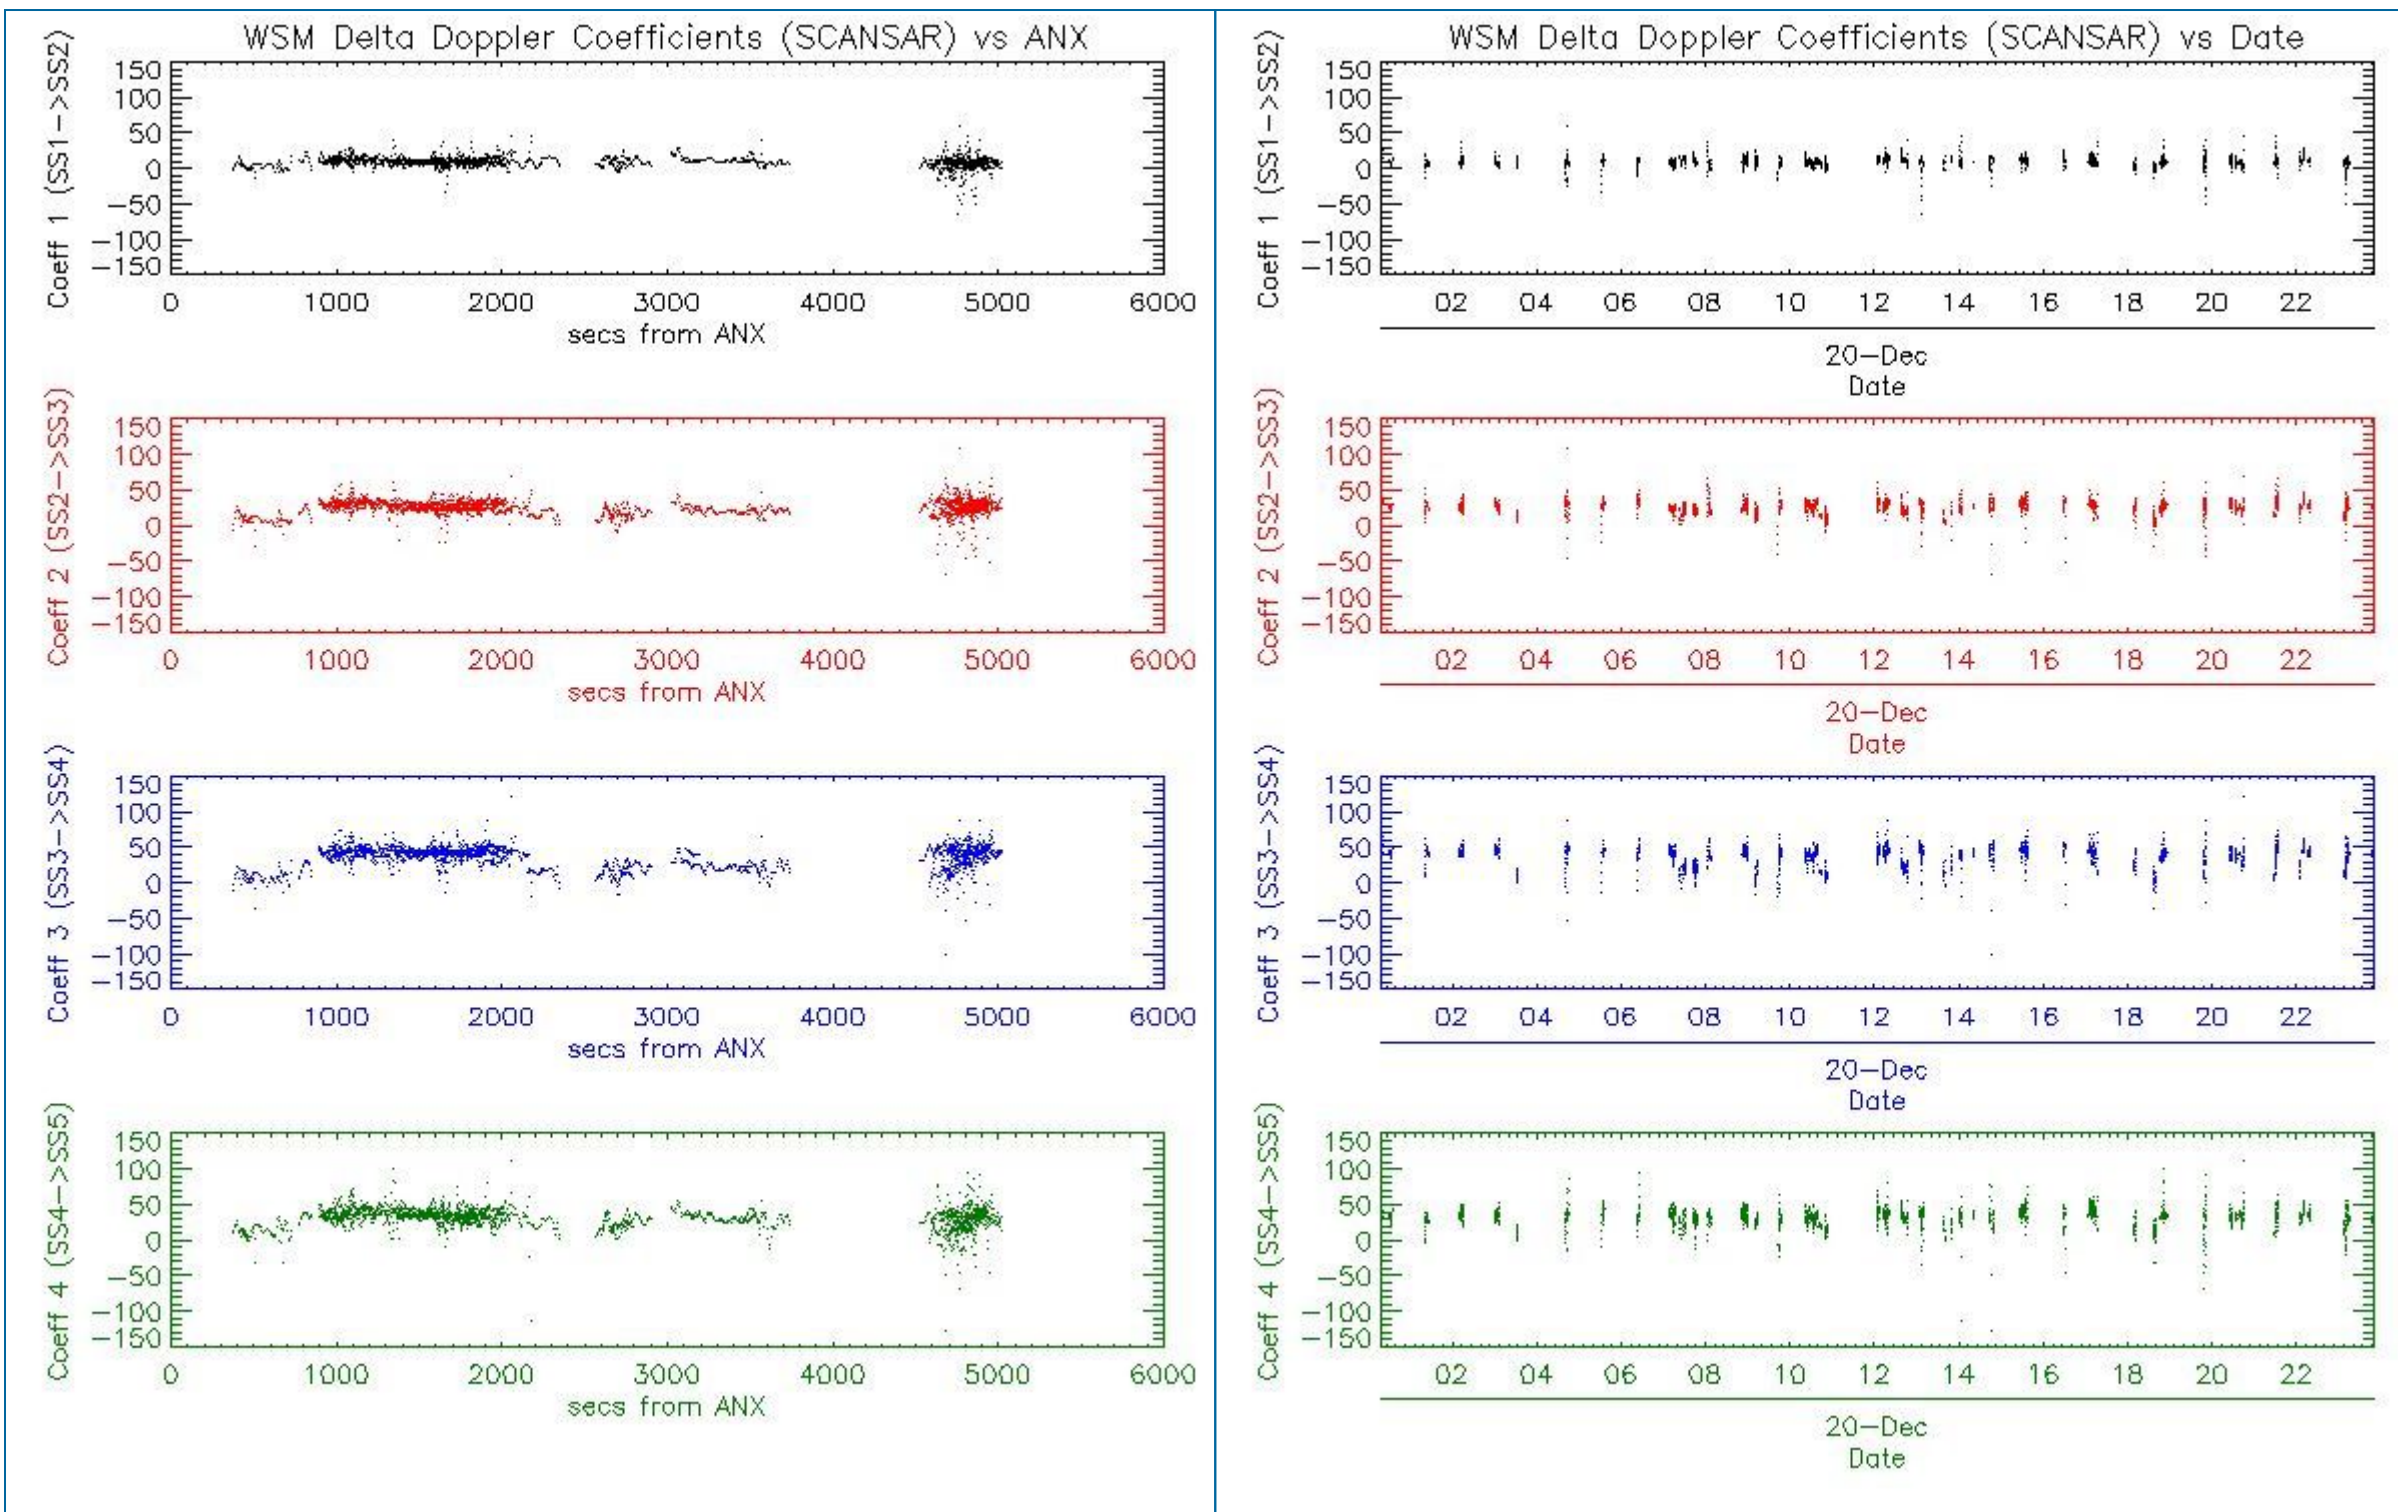 WSM Delta Doppler Coefficients (SCANSAR) vs ANX
Coeff 1 (SS1->SS2)
150
100
50
0
-50
-100
-150
0 1000 2000 3000 4000 5000 6000
secs from ANX
Coeff 2 (SS2->SS3)
150
100
50
0
-50
-100
-150
0 1000 2000 3000 4000 5000 6000
secs from ANX
Coeff 3 (SS3->SS4)
150
100
50
0
-50
-100
-150
0 1000 2000 3000 4000 5000 6000
secs from ANX
Coeff 4 (SS4->SS5)
150
100
50
0
-50
-100
-150
0 1000 2000 3000 4000 5000 6000
secs from ANX
WSM Delta Doppler Coefficients (SCANSAR) vs Date
Coeff 1 (SS1->SS2)
150
100
50
0
-50
-100
-150
02 04 06 08 10 12 14 16 18 20 22
20-Dec
Date
Coeff 2 (SS2->SS3)
150
100
50
0
-50
-100
-150
02 04 06 08 10 12 14 16 18 20 22
20-Dec
Date
Coeff 3 (SS3->SS4)
150
100
50
0
-50
-100
-150
02 04 06 08 10 12 14 16 18 20 22
20-Dec
Date
Coeff 4 (SS4->SS5)
150
100
50
0
-50
-100
-150
02 04 06 08 10 12 14 16 18 20 22
20-Dec
Date